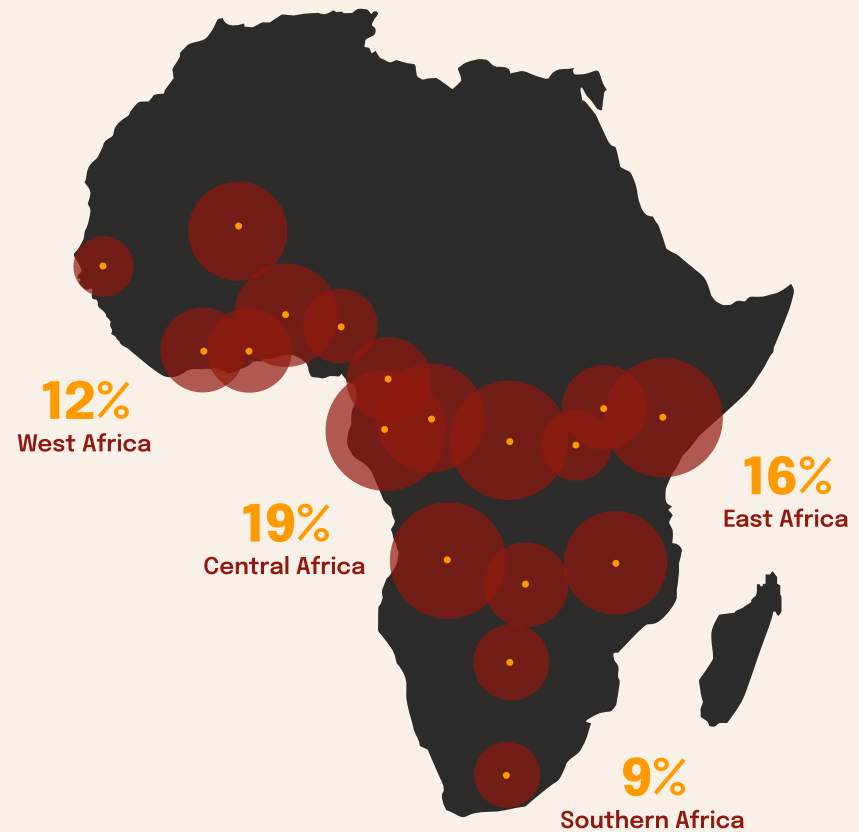 12%
West Africa
16%
East Africa
19%
Central Africa
9%
Southern Africa